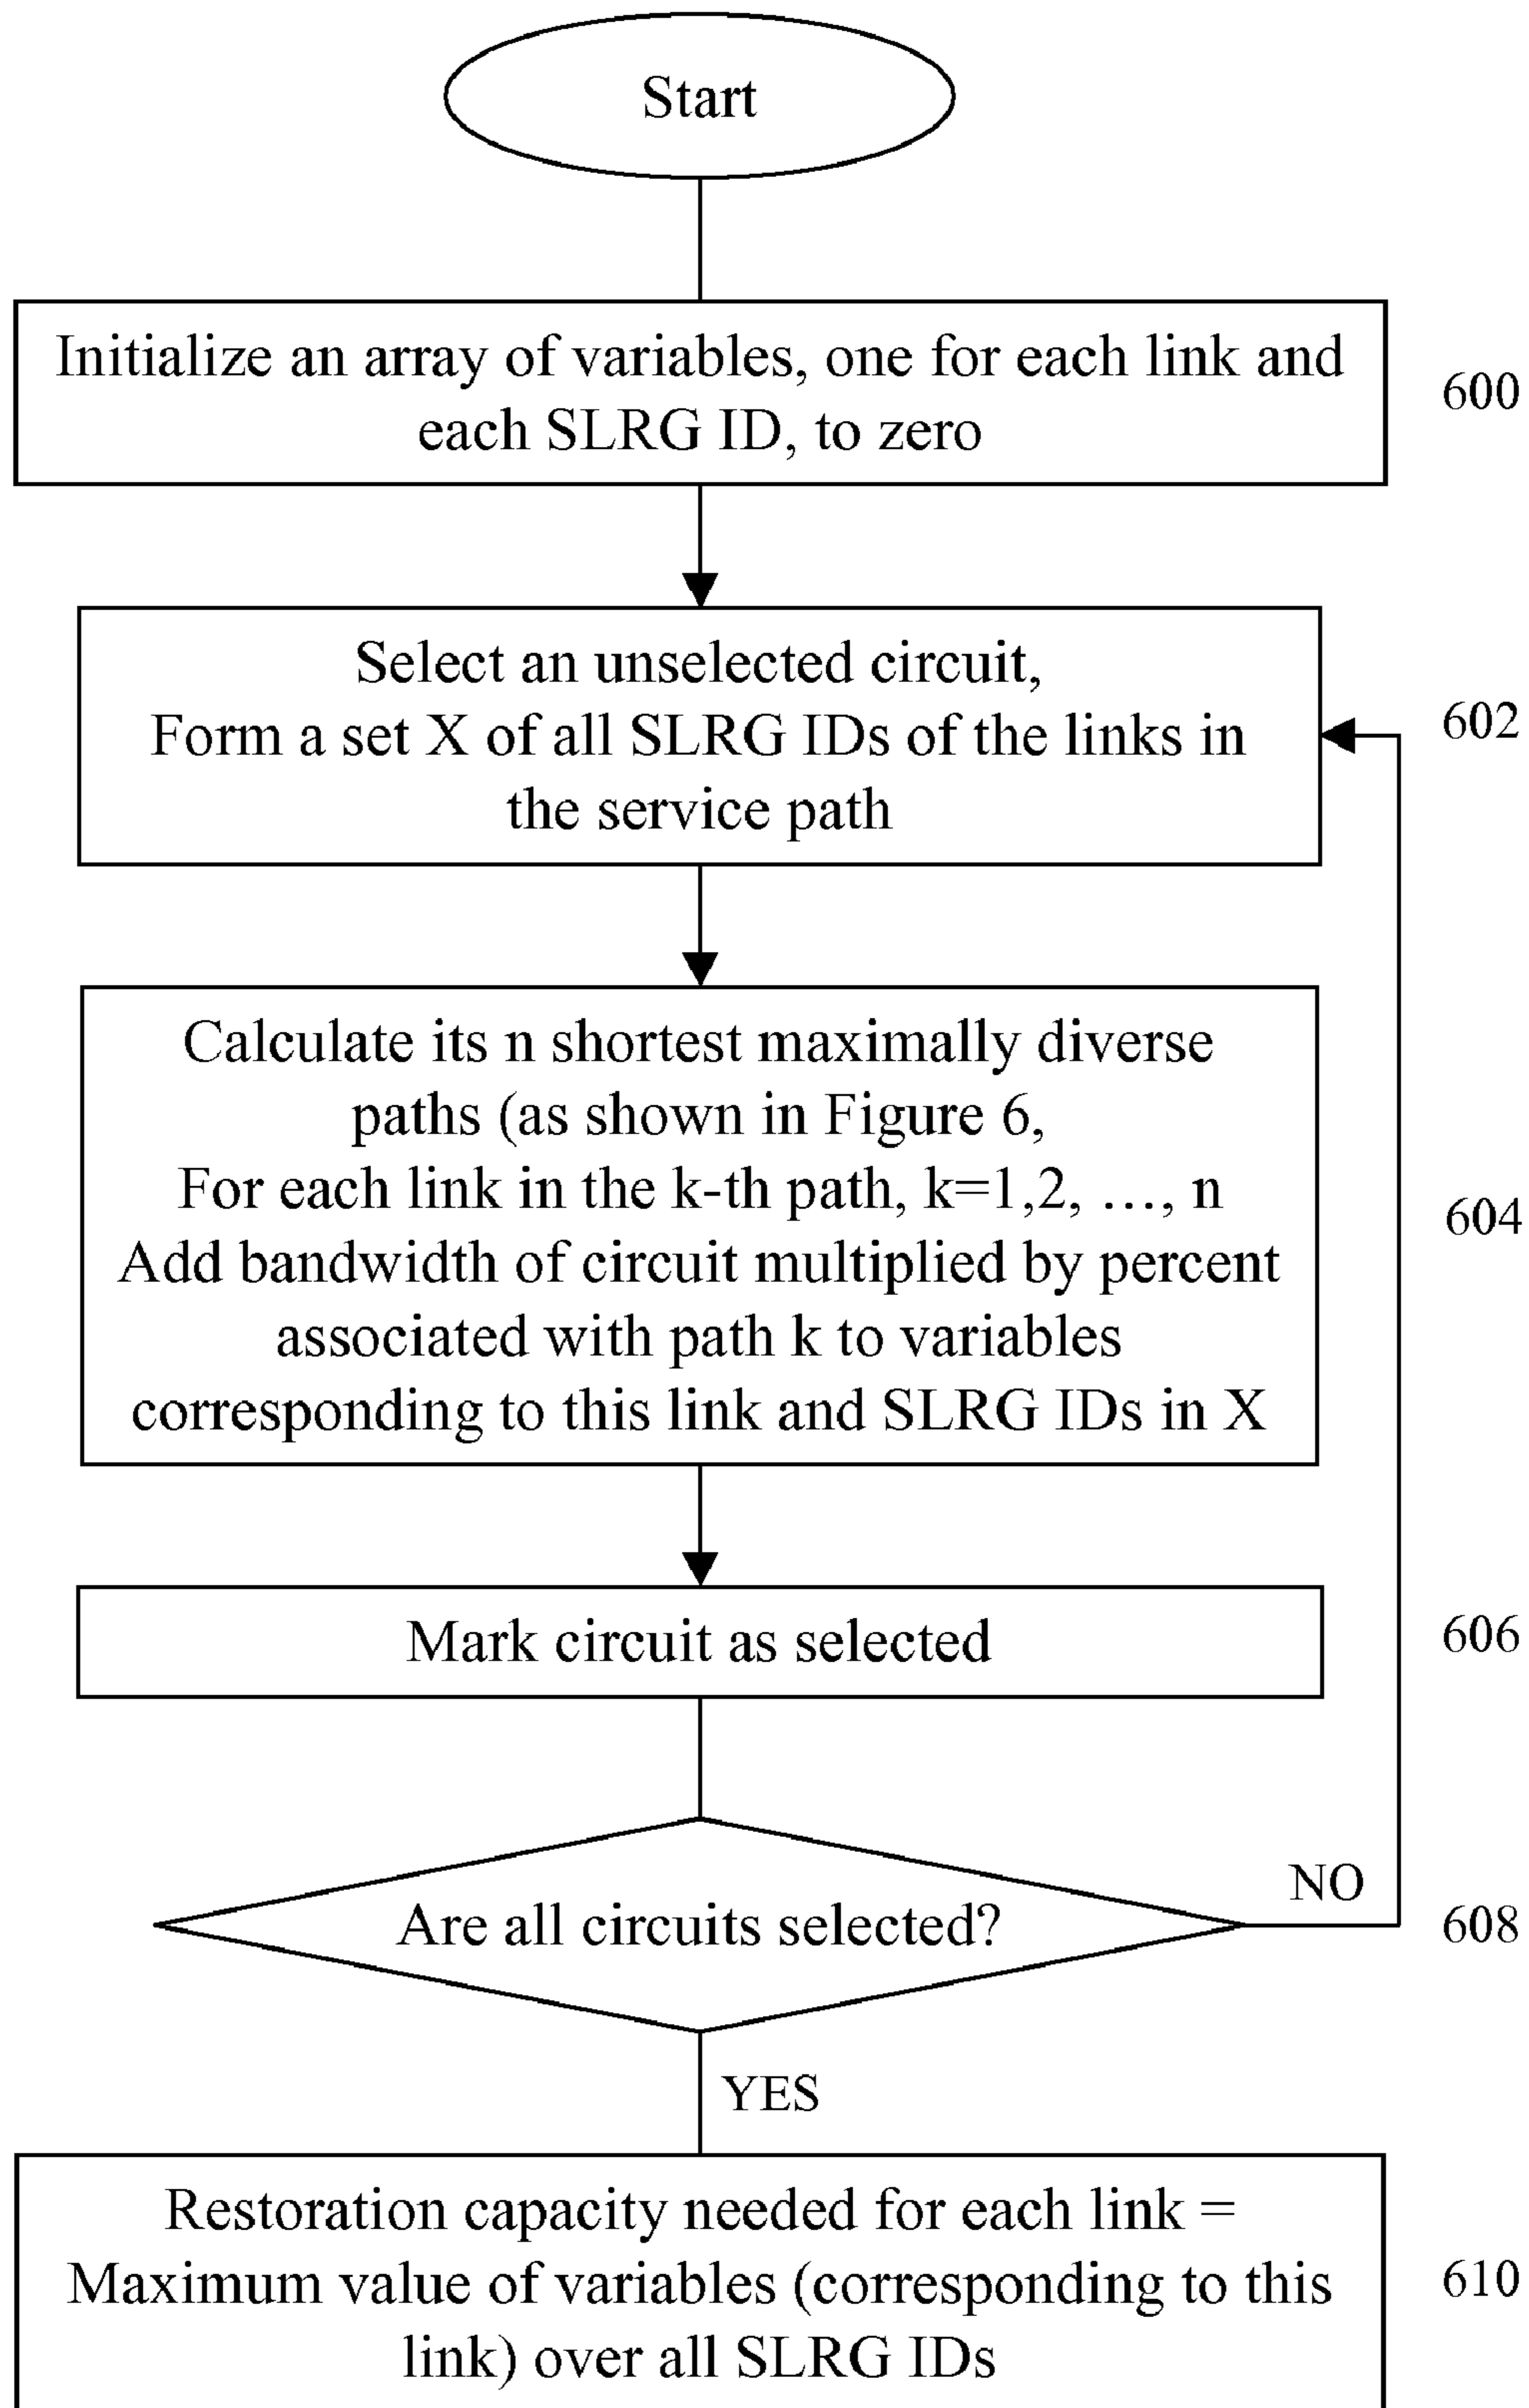 Start
Initialize an array of variables, one for each link and
each SLRG ID, to zero
600
Select an unselected circuit,
Form a set X of all SLRG IDs of the links in
the service path
602
Calculate its n shortest maximally diverse
paths (as shown in Figure 6,
For each link in the k-th path, k=1,2, …, n
Add bandwidth of circuit multiplied by percent
associated with path k to variables
corresponding to this link and SLRG IDs in X
604
Mark circuit as selected
606
Are all circuits selected?
NO
608
YES
Restoration capacity needed for each link =
Maximum value of variables (corresponding to this
link) over all SLRG IDs
610